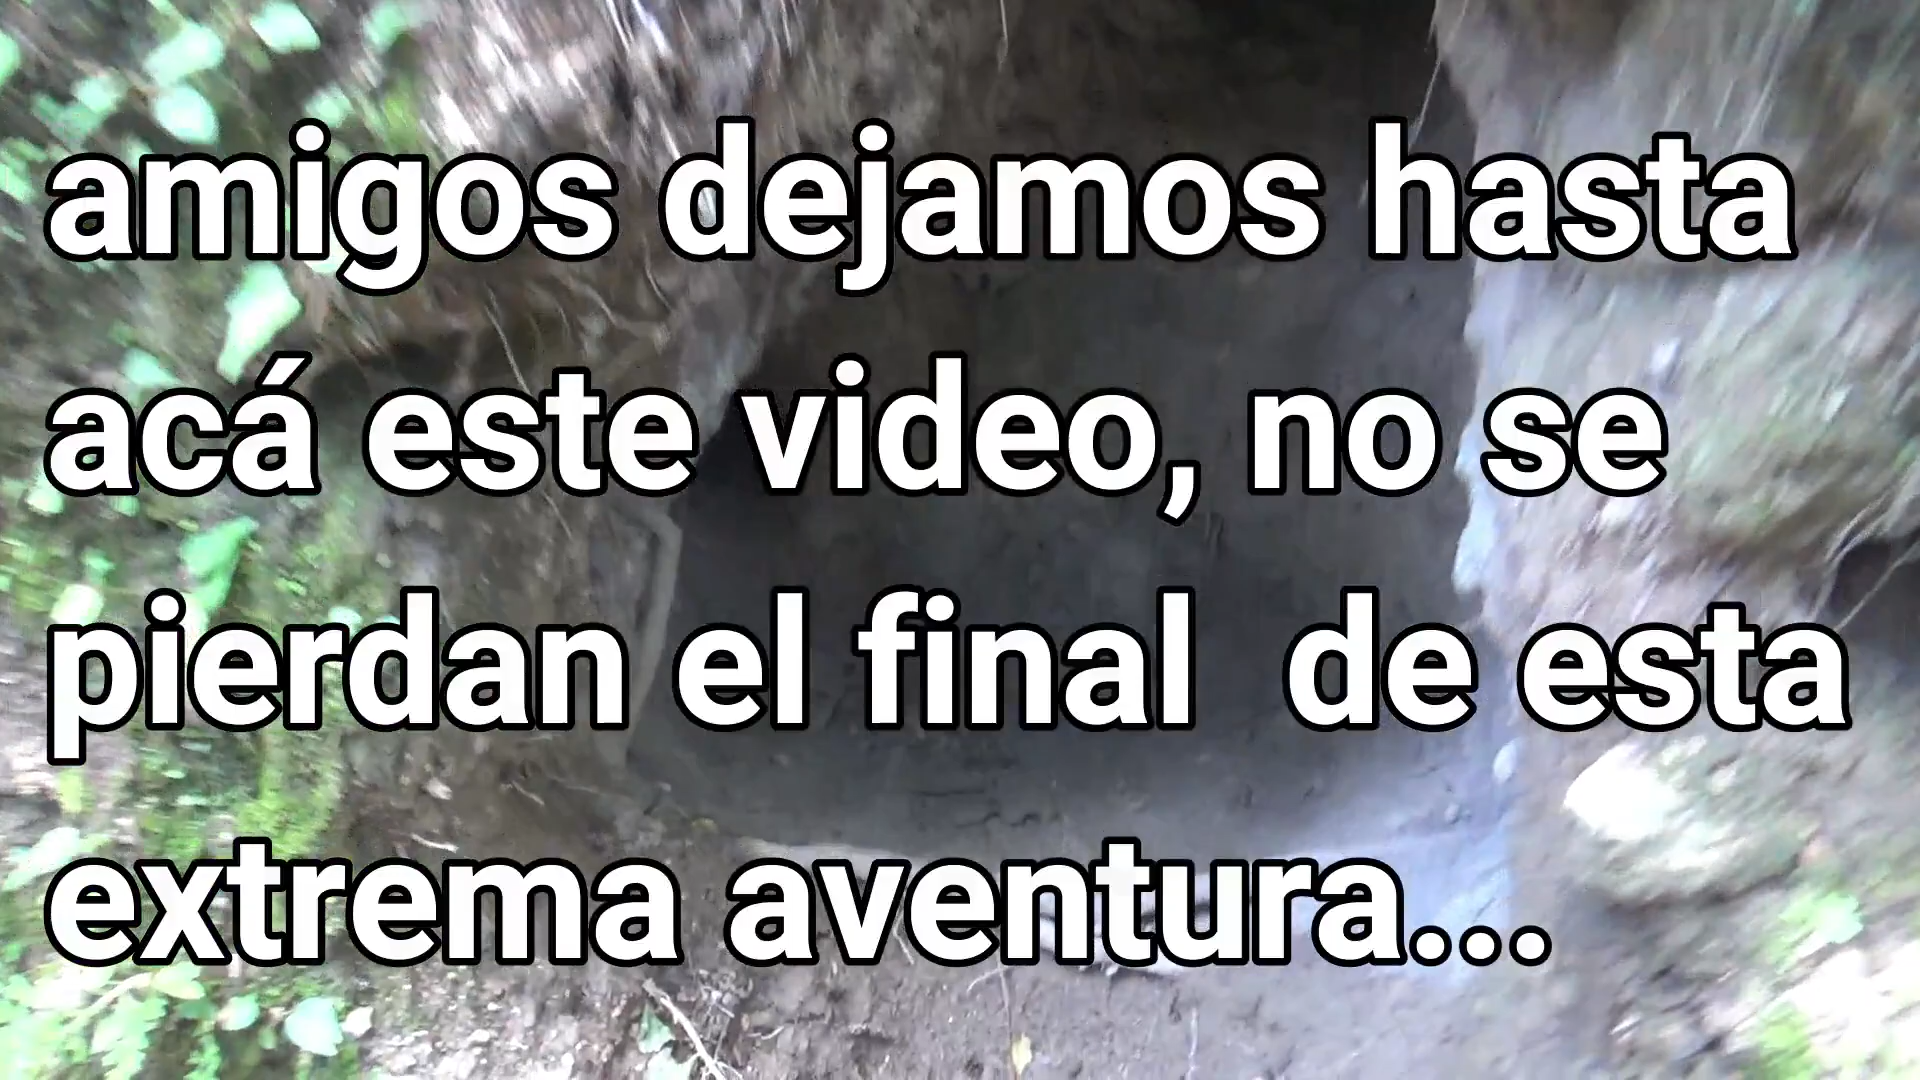 amigos dejamos hasta
acá este video, no se
pierdan el final  de esta
extrema aventura...